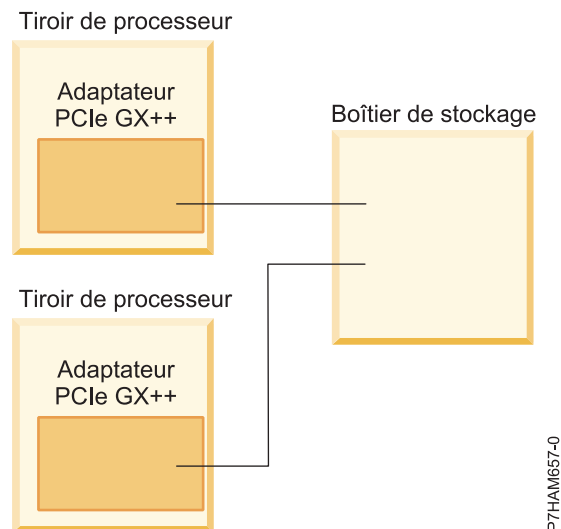 Tiroir de processeur
Adaptateur
PCIe GX++
Boîtier de stockage
Tiroir de processeur
Adaptateur
PCIe GX++
P7HAM657-0